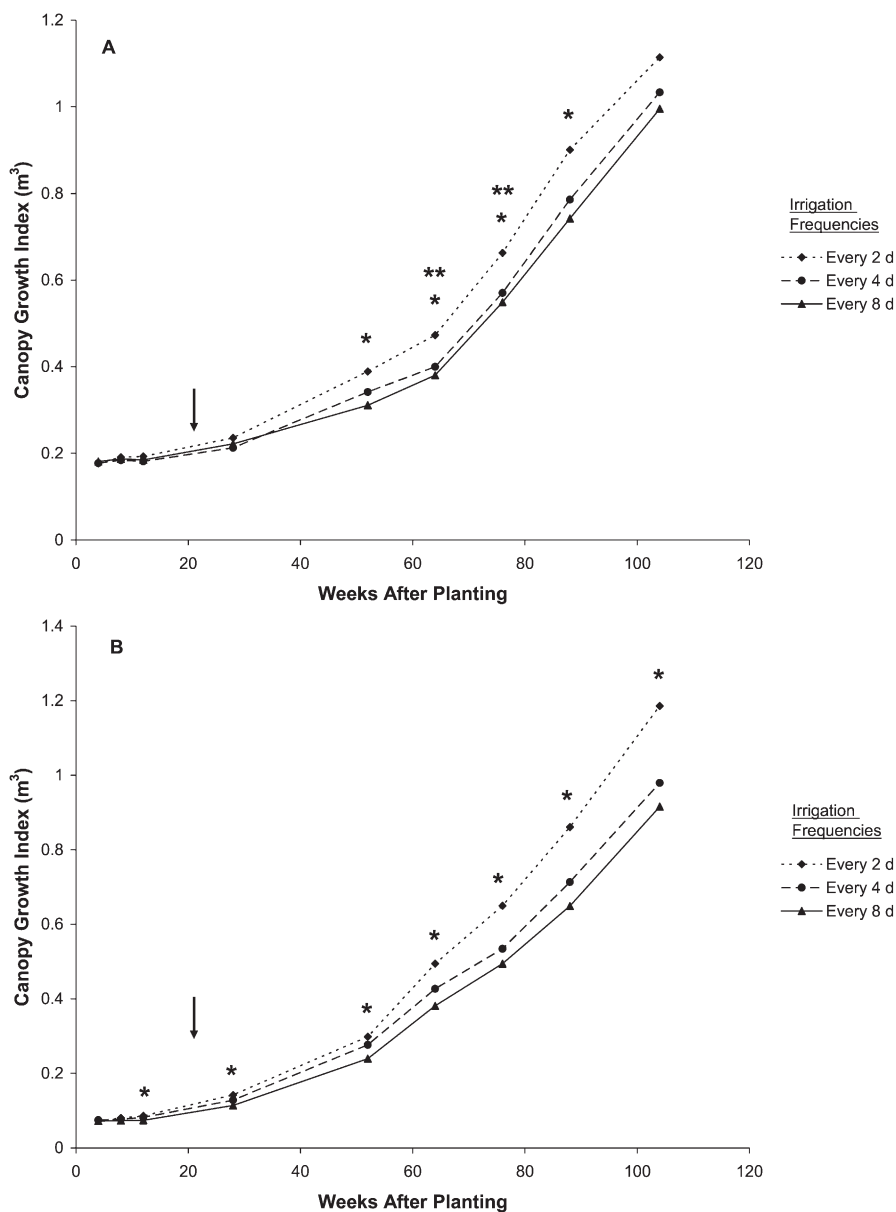 A
1.2
1
0.8
0.6
0.4
0.2
0
Canopy Growth Index (m³)
*
**
*
**
*
*
0 20 40 60 80 100 120
Weeks After Planting
Irrigation
Frequencies
Every 2 d
Every 4 d
Every 8 d
B
1.4
1.2
1
0.8
0.6
0.4
0.2
0
Canopy Growth Index (m³)
*
*
*
*
*
*
*
0 20 40 60 80 100 120
Weeks After Planting
Irrigation
Frequencies
Every 2 d
Every 4 d
Every 8 d